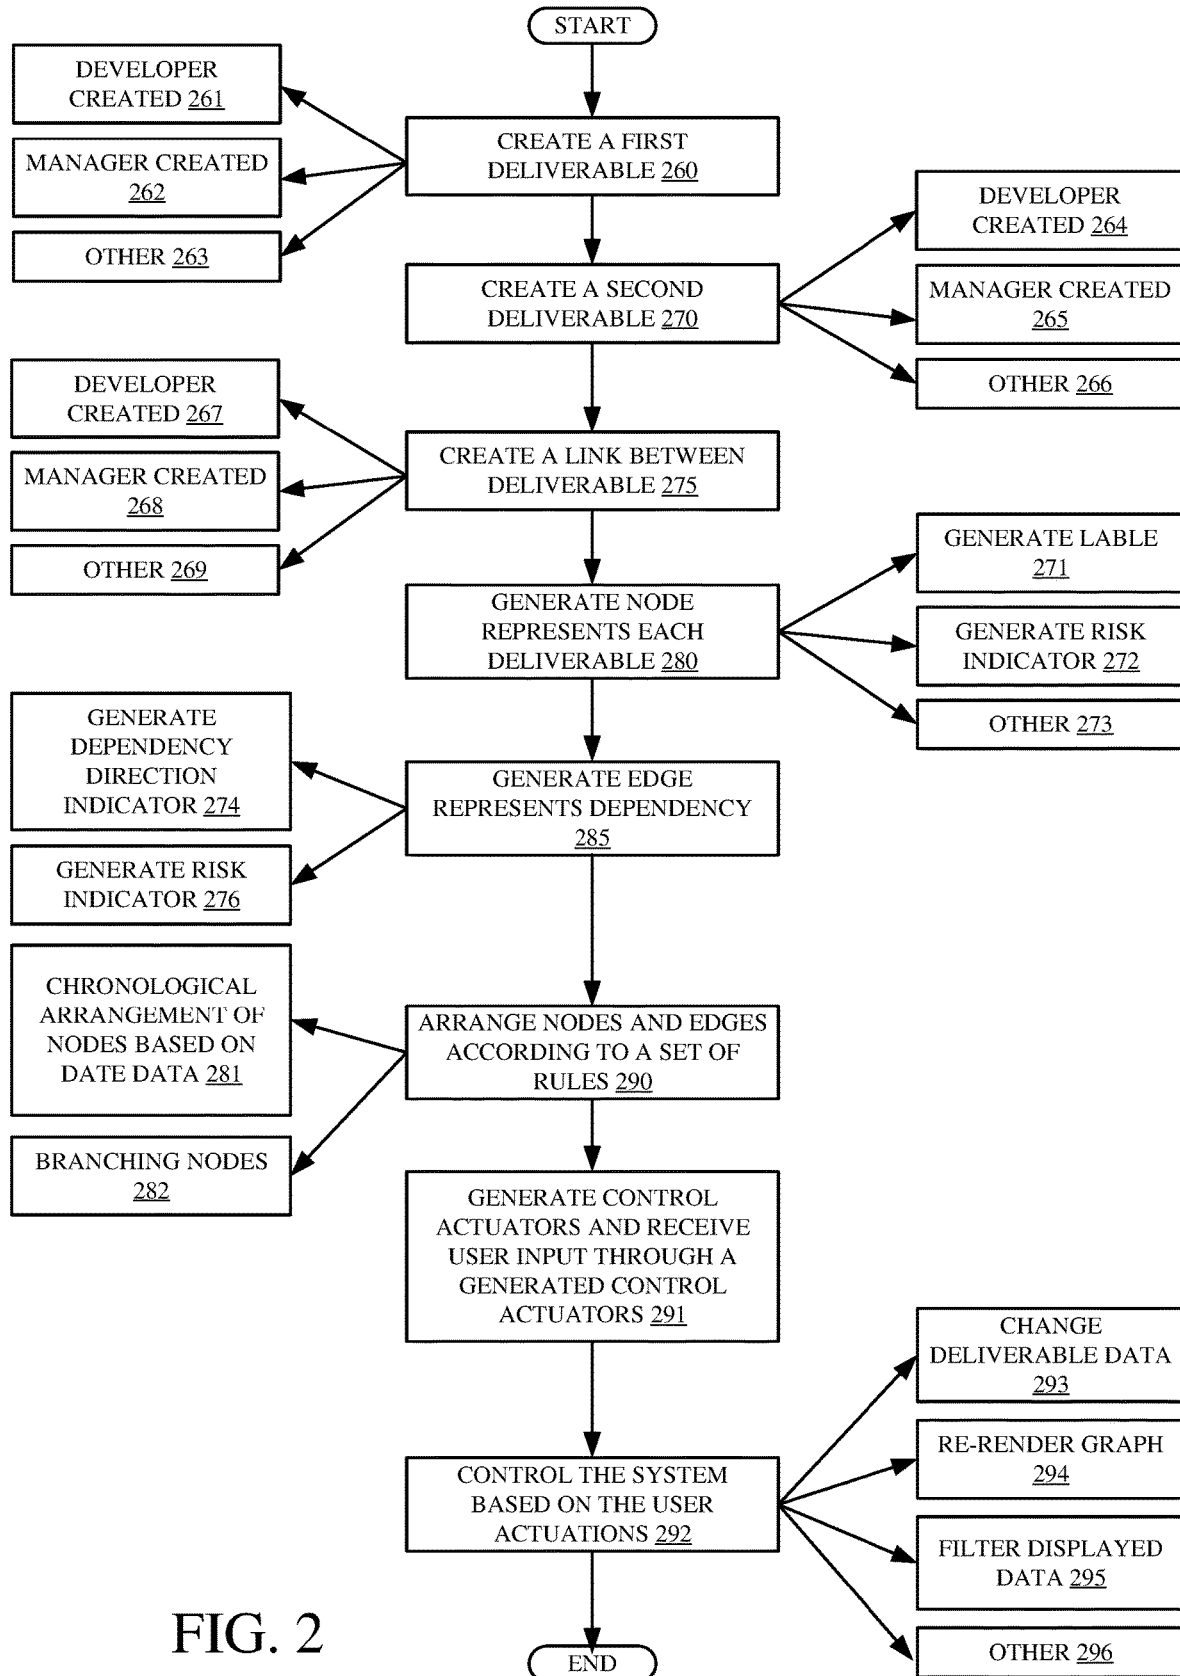 START
DEVELOPER
CREATED 261
MANAGER CREATED
262
OTHER 263
CREATE A FIRST
DELIVERABLE 260
DEVELOPER
CREATED 264
MANAGER CREATED
265
OTHER 266
CREATE A SECOND
DELIVERABLE 270
DEVELOPER
CREATED 267
MANAGER CREATED
268
OTHER 269
CREATE A LINK BETWEEN
DELIVERABLE 275
GENERATE LABLE
271
GENERATE RISK
INDICATOR 272
OTHER 273
GENERATE NODE
REPRESENTS EACH
DELIVERABLE 280
GENERATE
DEPENDENCY
DIRECTION
INDICATOR 274
GENERATE RISK
INDICATOR 276
GENERATE EDGE
REPRESENTS DEPENDENCY
285
CHRONOLOGICAL
ARRANGEMENT OF
NODES BASED ON
DATE DATA 281
BRANCHING NODES
282
ARRANGE NODES AND EDGES
ACCORDING TO A SET OF
RULES 290
GENERATE CONTROL
ACTUATORS AND RECEIVE
USER INPUT THROUGH A
GENERATED CONTROL
ACTUATORS 291
CHANGE
DELIVERABLE DATA
293
RE-RENDER GRAPH
294
FILTER DISPLAYED
DATA 295
OTHER 296
CONTROL THE SYSTEM
BASED ON THE USER
ACTUATIONS 292
FIG. 2
END